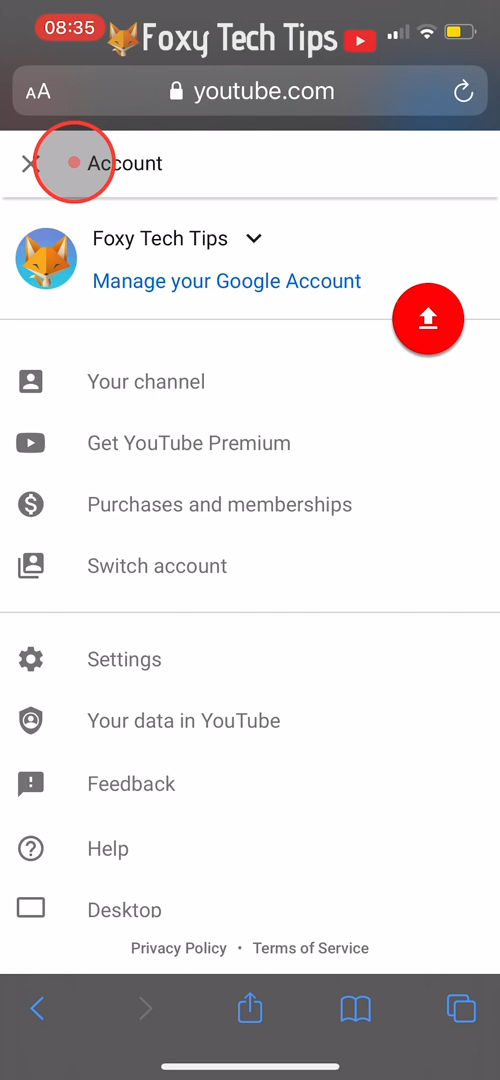 08:35
Foxy Tech Tips
AA youtube.com
Account
Foxy Tech Tips
Manage your Google Account
Your channel
Get YouTube Premium
Purchases and memberships
Switch account
Settings
Your data in YouTube
Feedback
Help
Desktop
Privacy Policy • Terms of Service